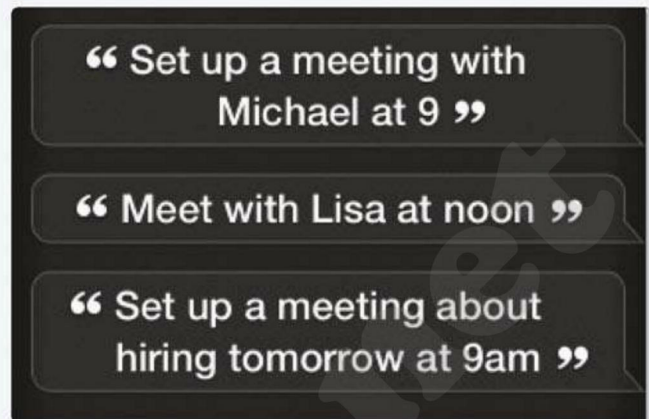 “ Set up a meeting with
Michael at 9 ”
“ Meet with Lisa at noon ”
“ Set up a meeting about
hiring tomorrow at 9am ”